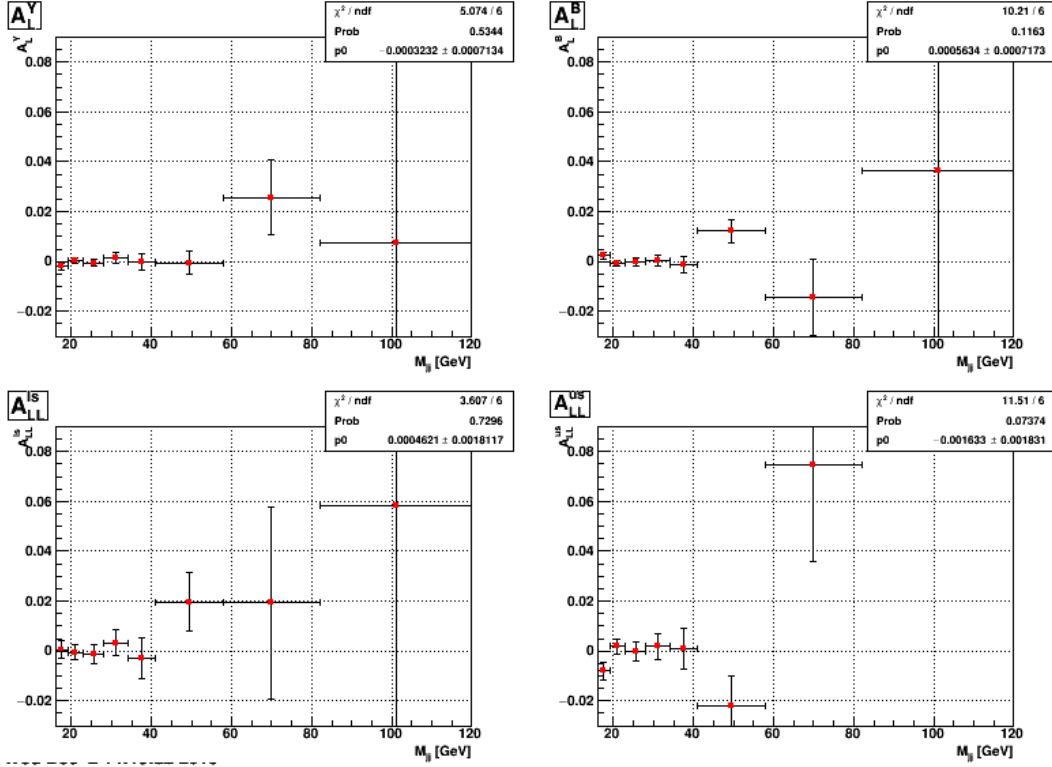 A_L^Y
χ² / ndf 5.074 / 6
Prob 0.5344
p0 −0.0003232 ± 0.0007134
A_L^Y
0.08
0.06
0.04
0.02
0
−0.02
20 40 60 80 100 120
M_jj [GeV]
A_L^B
χ² / ndf 10.21 / 6
Prob 0.1163
p0 0.0005634 ± 0.0007173
A_L^B
0.08
0.06
0.04
0.02
0
−0.02
20 40 60 80 100 120
M_jj [GeV]
A_LL^ls
χ² / ndf 3.607 / 6
Prob 0.7296
p0 0.0004621 ± 0.0018117
A_LL^ls
0.08
0.06
0.04
0.02
0
−0.02
20 40 60 80 100 120
M_jj [GeV]
A_LL^us
χ² / ndf 11.51 / 6
Prob 0.07374
p0 −0.001633 ± 0.001831
A_LL^us
0.08
0.06
0.04
0.02
0
−0.02
20 40 60 80 100 120
M_jj [GeV]